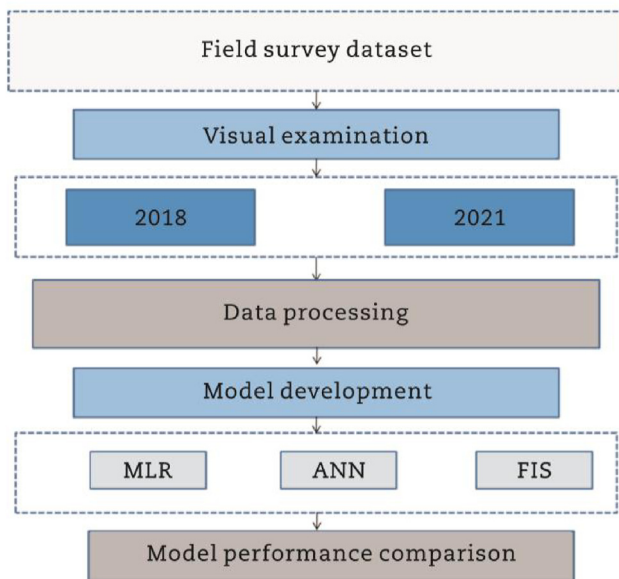 Field survey dataset
Visual examination
2018
2021
Data processing
Model development
MLR
ANN
FIS
Model performance comparison